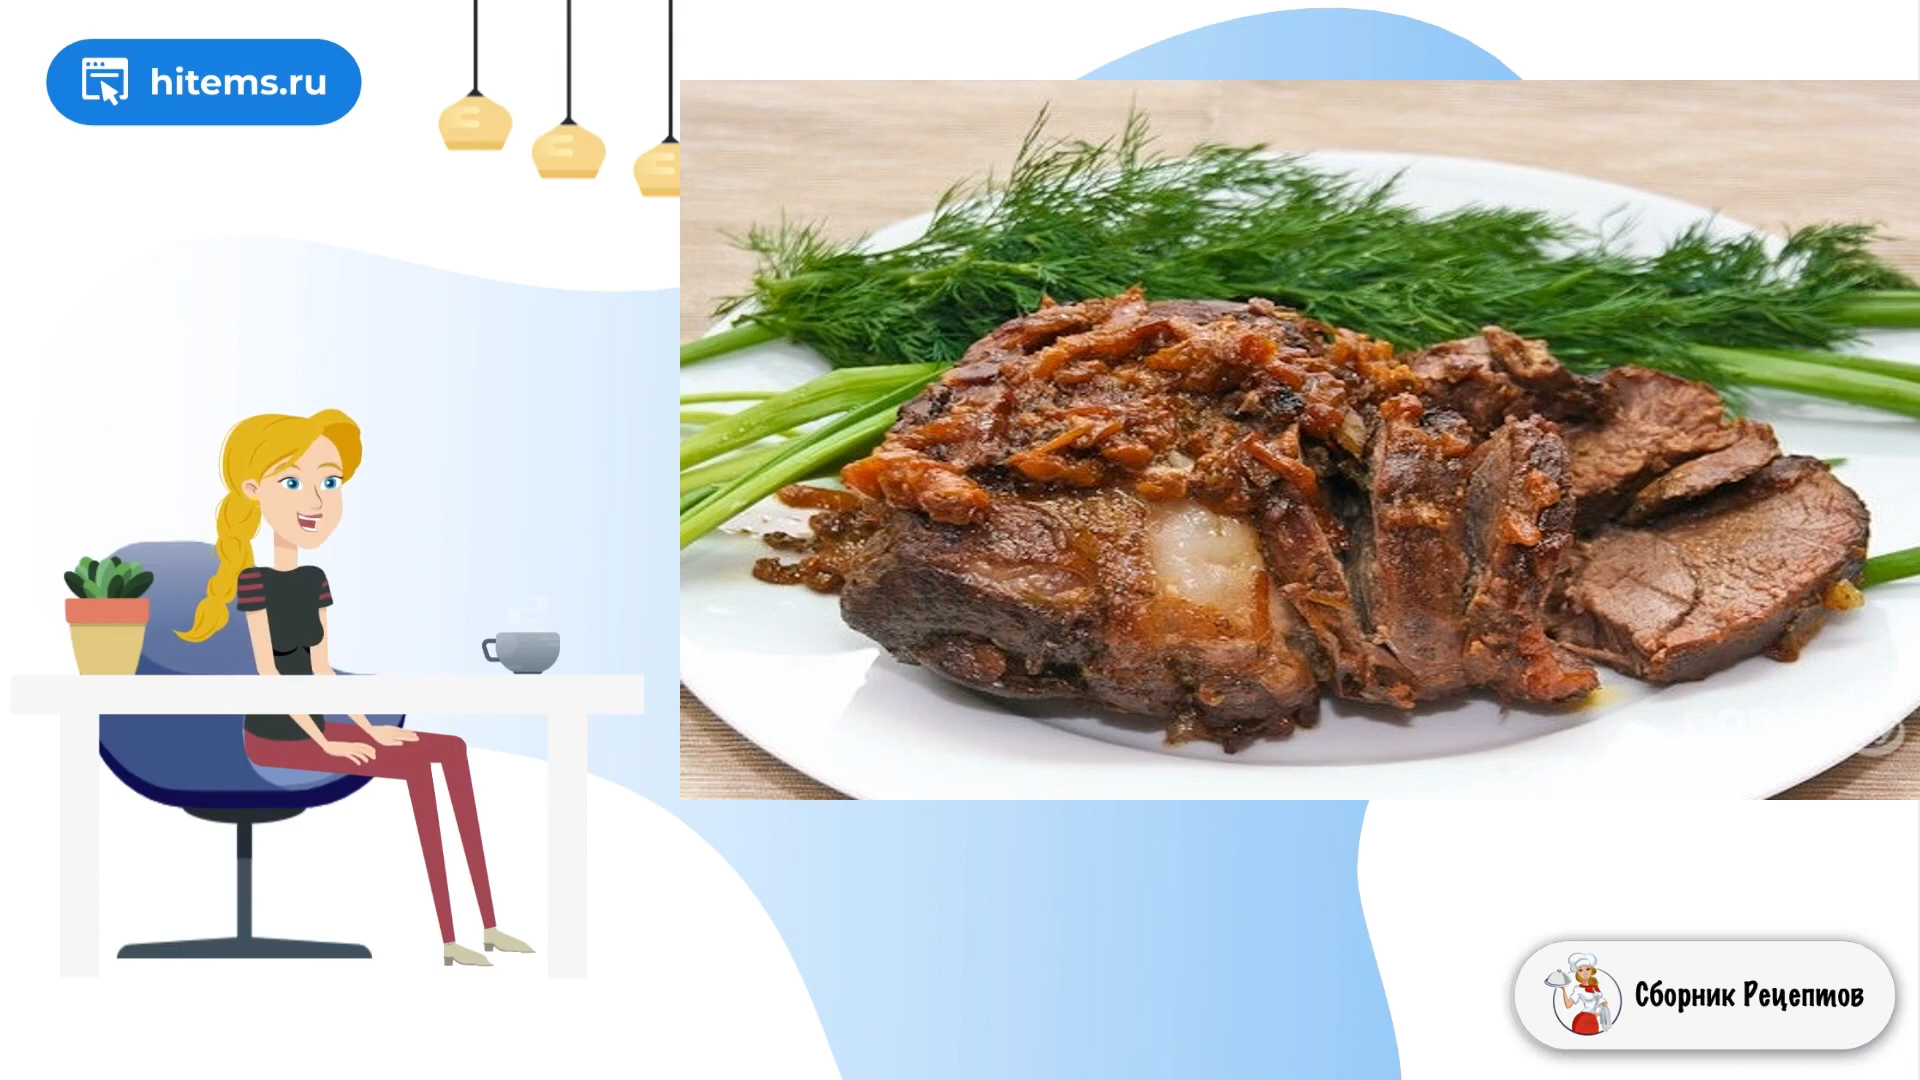 hitems.ru
Сборник Рецептов